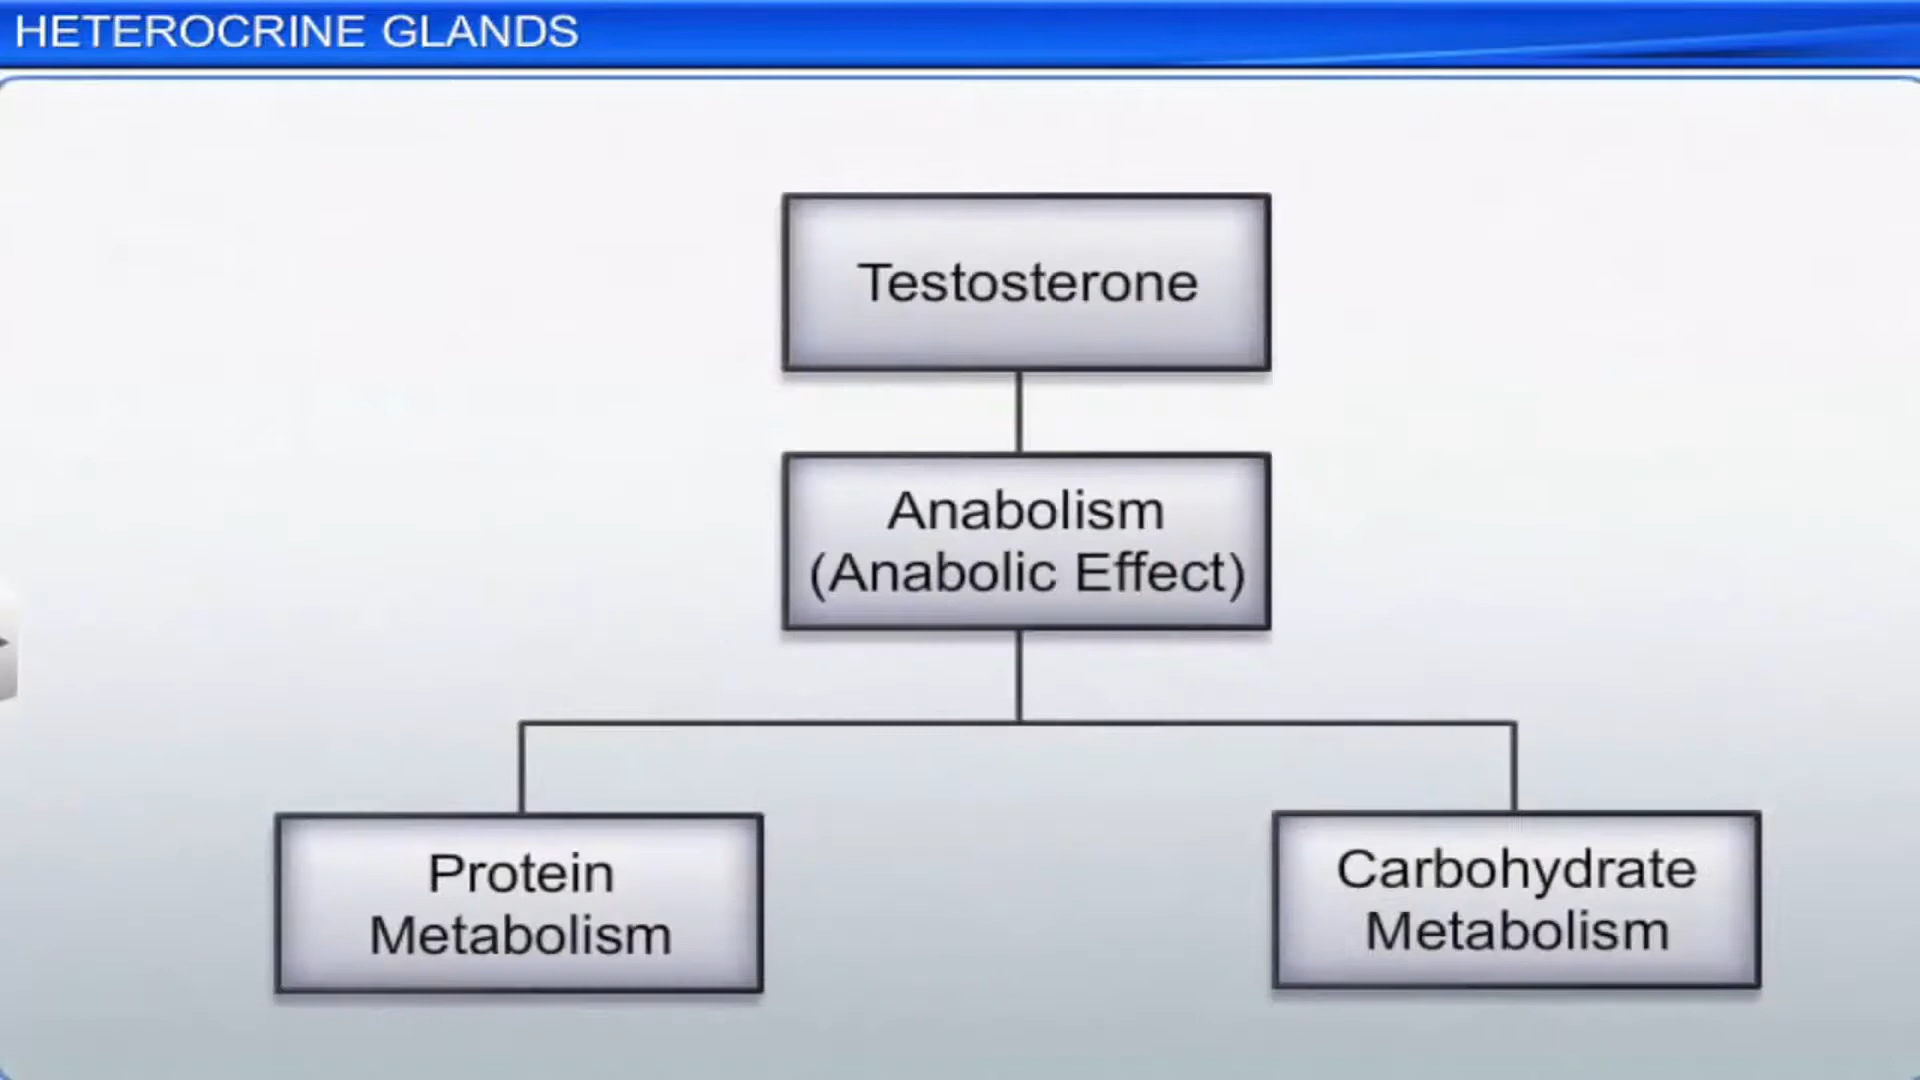 HETEROCRINE GLANDS
Testosterone
Anabolism
(Anabolic Effect)
Protein
Metabolism
Carbohydrate
Metabolism